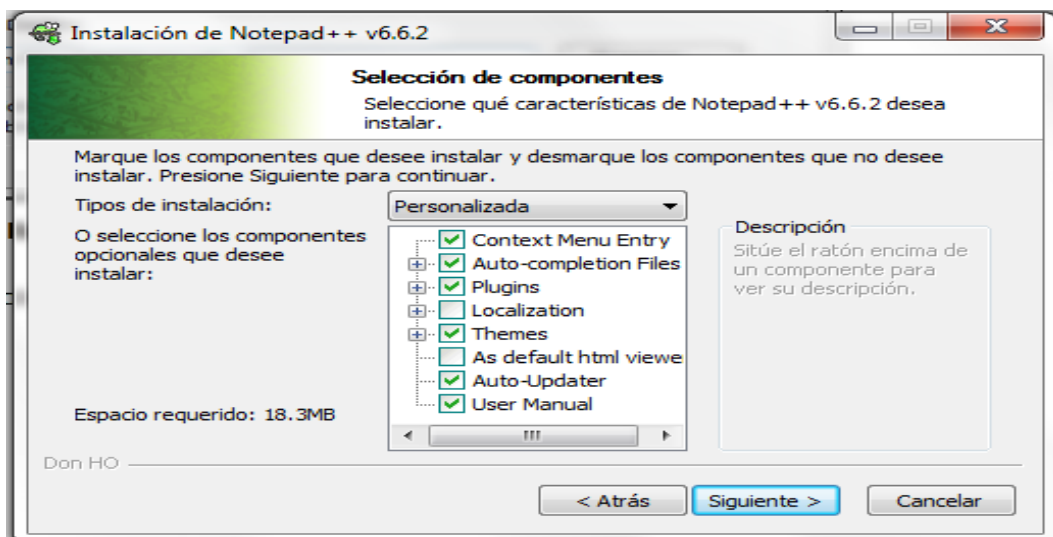 Instalación de Notepad++ v6.6.2
Selección de componentes
Seleccione qué características de Notepad++ v6.6.2 desea
instalar.
Marque los componentes que desee instalar y desmarque los componentes que no desee
instalar. Presione Siguiente para continuar.
Tipos de instalación:
Personalizada
O seleccione los componentes
opcionales que desee
instalar:
Context Menu Entry
Auto-completion Files
Plugins
Localization
Themes
As default html viewe
Auto-Updater
User Manual
Descripción
Sitúe el ratón encima de
un componente para
ver su descripción.
Espacio requerido: 18.3MB
Don HO
< Atrás
Siguiente >
Cancelar